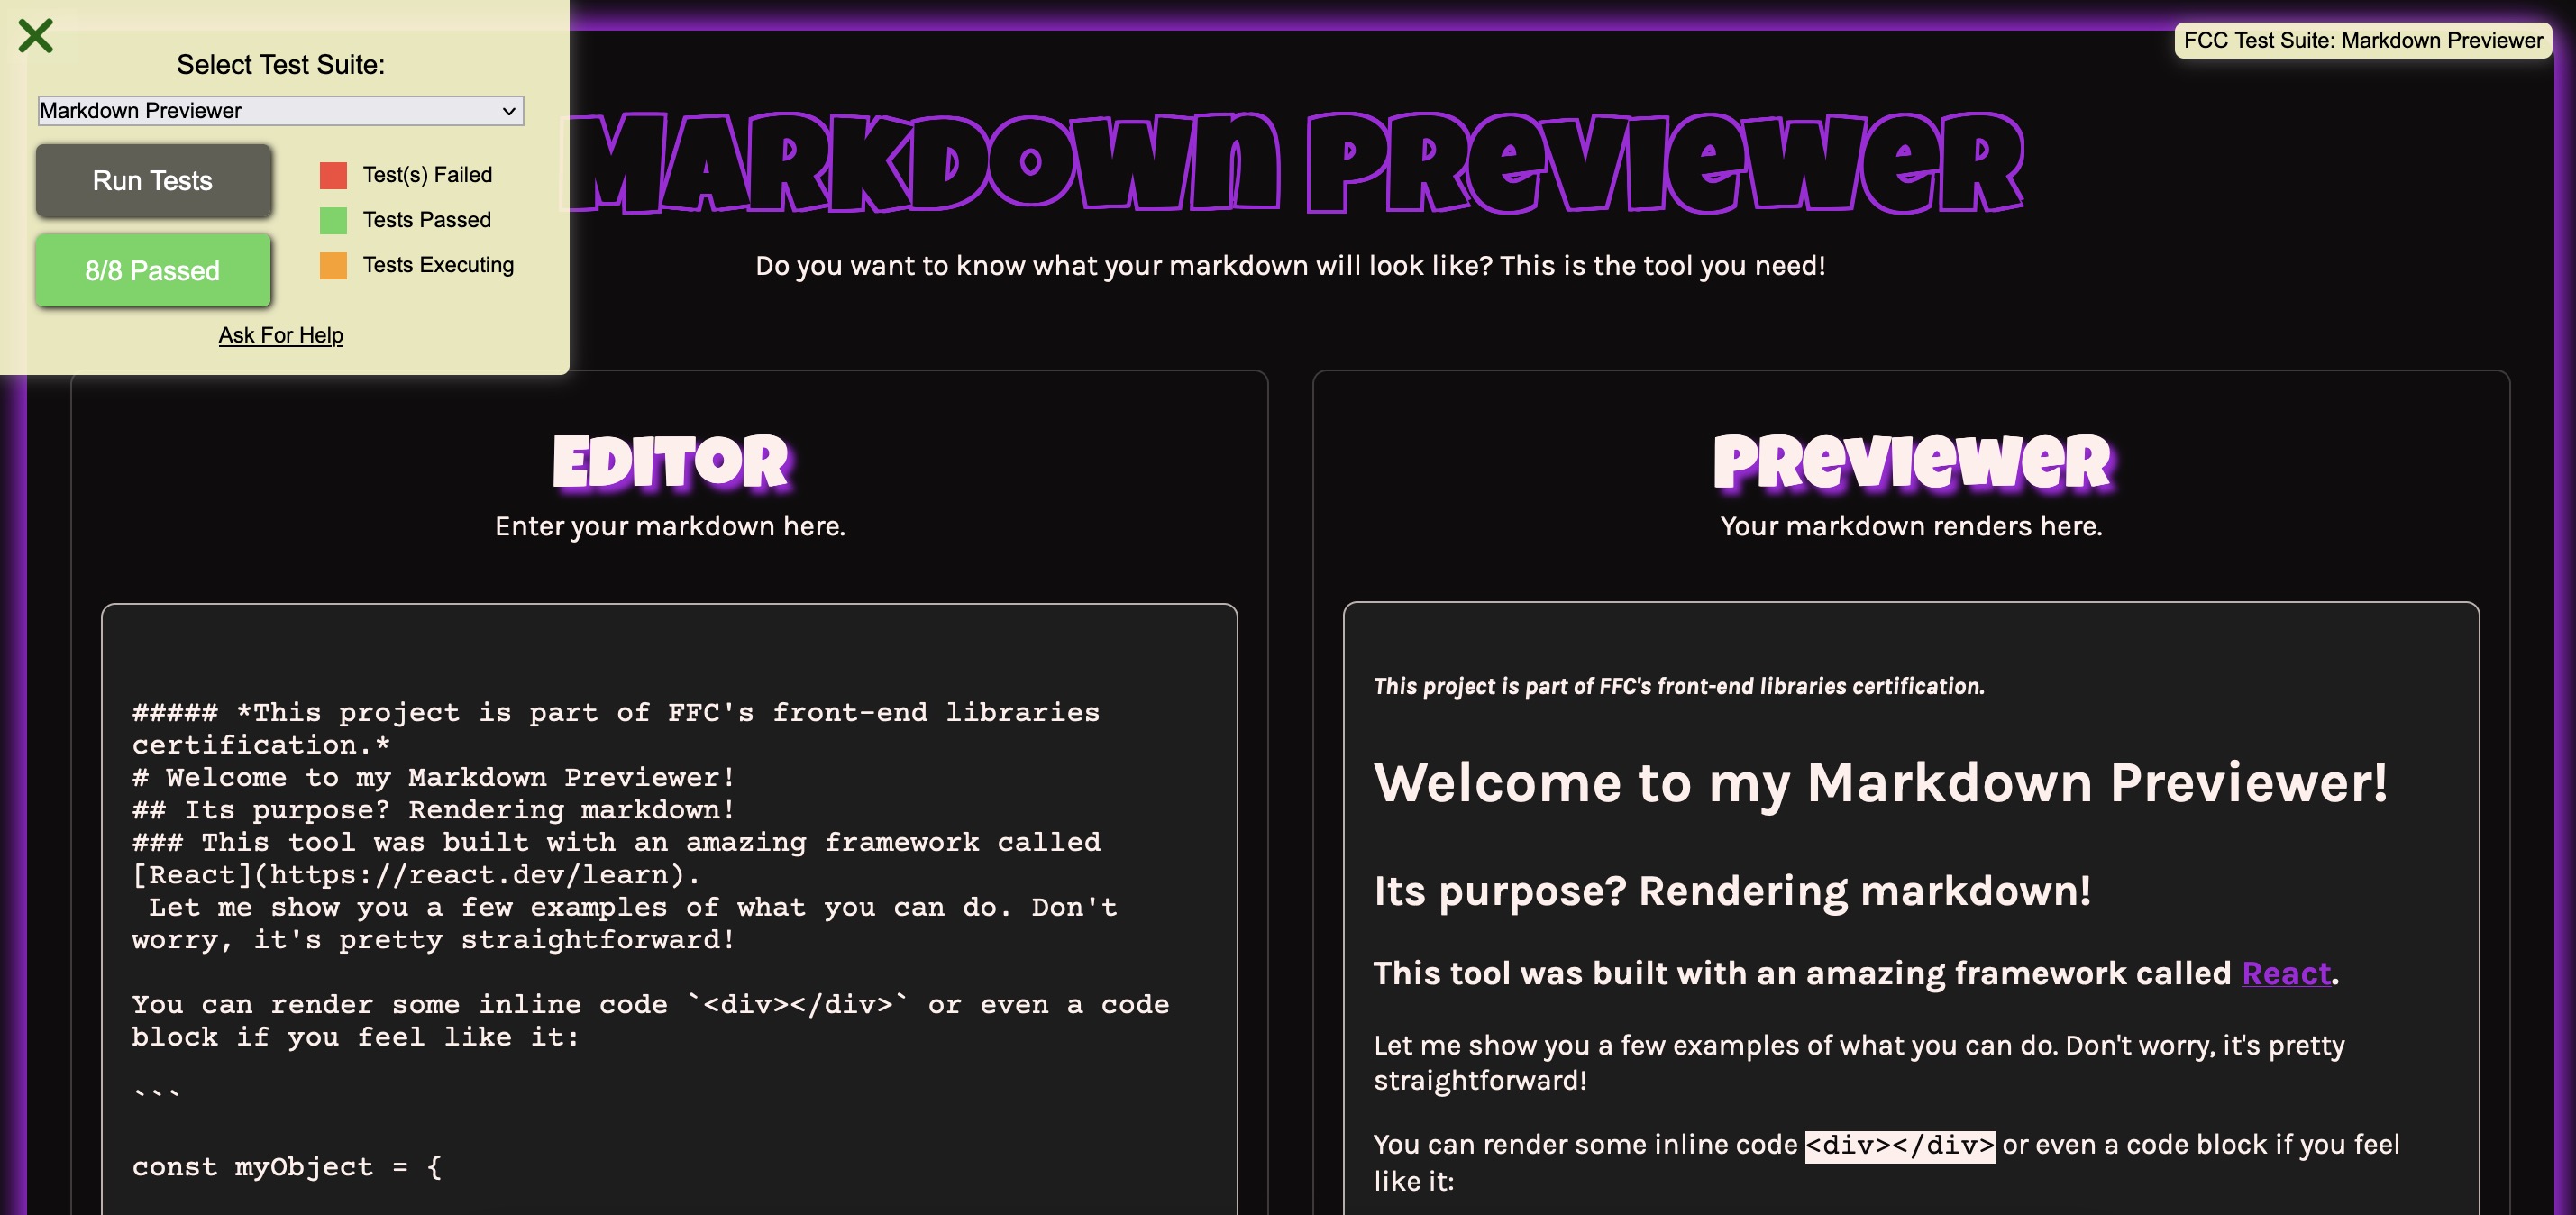 Select Test Suite:
Markdown Previewer
Run Tests
Test(s) Failed
Tests Passed
8/8 Passed
Tests Executing
Ask For Help
FCC Test Suite: Markdown Previewer
MARKDOWN PREVIEWER
Do you want to know what your markdown will look like? This is the tool you need!
EDITOR
Enter your markdown here.
##### *This project is part of FFC's front-end libraries
certification.*
# Welcome to my Markdown Previewer!
## Its purpose? Rendering markdown!
### This tool was built with an amazing framework called
[React](https://react.dev/learn).
Let me show you a few examples of what you can do. Don't
worry, it's pretty straightforward!
You can render some inline code `<div></div>` or even a code
block if you feel like it:
```
const myObject = {
PREVIEWER
Your markdown renders here.
This project is part of FFC's front-end libraries certification.
Welcome to my Markdown Previewer!
Its purpose? Rendering markdown!
This tool was built with an amazing framework called React.
Let me show you a few examples of what you can do. Don't worry, it's pretty
straightforward!
You can render some inline code <div></div> or even a code block if you feel
like it: